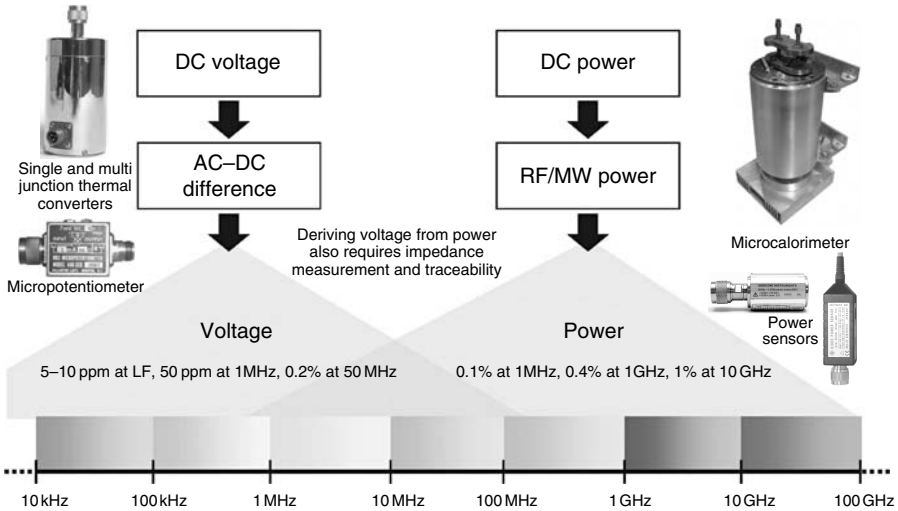 DC voltage
DC power
AC–DC
difference
RF/MW power
Single and multi
junction thermal
converters
Micropotentiometer
Deriving voltage from power
also requires impedance
measurement and traceability
Microcalorimeter
Power
sensors
Voltage
Power
5–10 ppm at LF, 50 ppm at 1MHz, 0.2% at 50 MHz
0.1% at 1MHz, 0.4% at 1GHz, 1% at 10 GHz
10 kHz
100 kHz
1 MHz
10 MHz
100 MHz
1 GHz
10 GHz
100 GHz